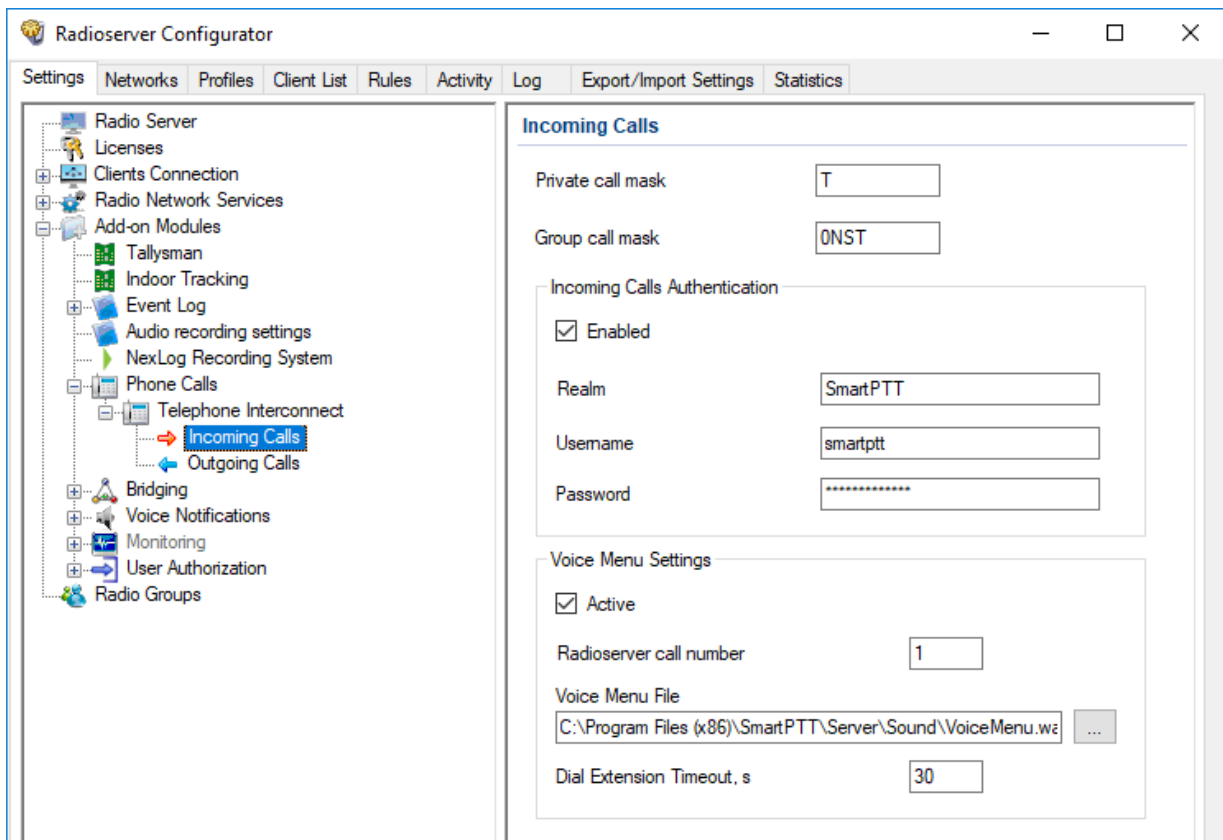 Radioserver Configurator
Settings Networks Profiles Client List Rules Activity Log Export/Import Settings Statistics
Radio Server
Licenses
Clients Connection
Radio Network Services
Add-on Modules
Tallysman
Indoor Tracking
Event Log
Audio recording settings
NexLog Recording System
Phone Calls
Telephone Interconnect
Incoming Calls
Outgoing Calls
Bridging
Voice Notifications
Monitoring
User Authorization
Radio Groups
Incoming Calls
Private call mask T
Group call mask 0NST
Incoming Calls Authentication
Enabled
Realm SmartPTT
Username smartptt
Password *************
Voice Menu Settings
Active
Radioserver call number 1
Voice Menu File
C:\Program Files (x86)\SmartPTT\Server\Sound\VoiceMenu.wa ...
Dial Extension Timeout, s 30